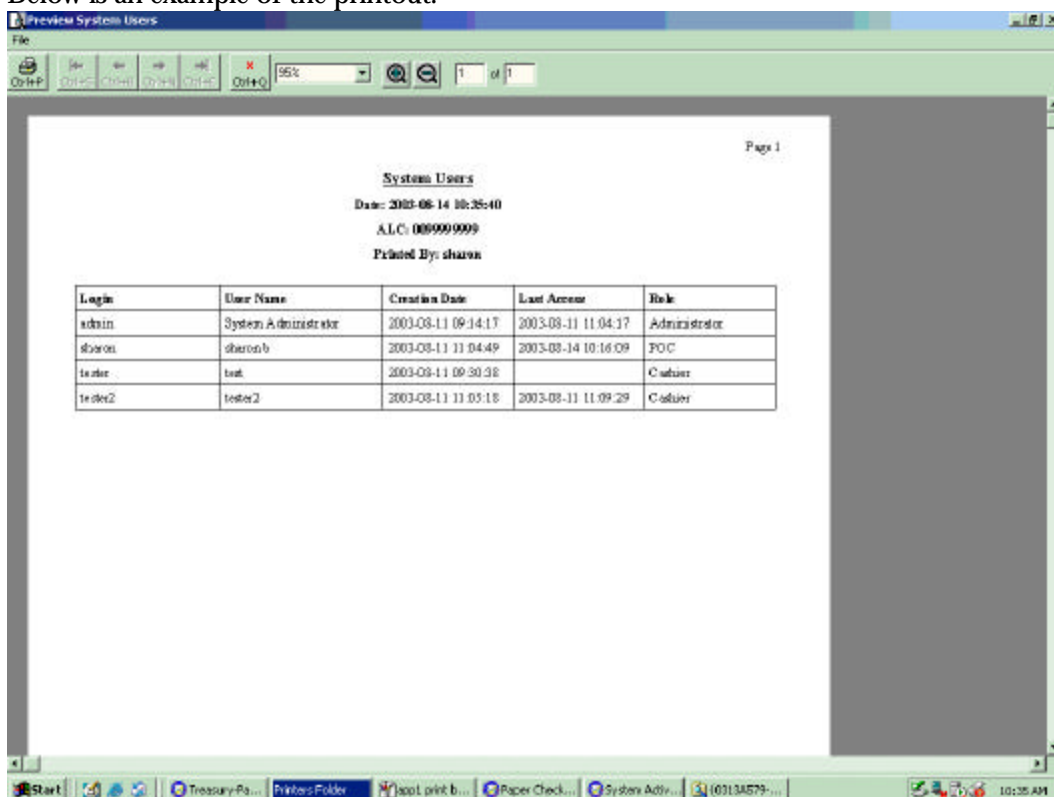 Below is an example of the printout.
Preview System Users
File
Ctrl+P Ctrl+Q 95% 1 of 1
Page 1
System Users
Date: 2003-08-14 10:35:40
ALC: 0099999999
Printed By: sharon
Login User Name Creation Date Last Access Role
admin System Administrator 2003-08-11 09:14:17 2003-08-11 11:04:17 Administrator
sharon sharon b 2003-08-11 11:04:49 2003-08-14 10:16:09 POC
tester test 2003-08-11 09:30:38 Cashier
tester2 tester2 2003-08-11 11:05:18 2003-08-11 11:09:29 Cashier
Start Treasury-Pa... Printers Folder app1 print b... Paper Check... System Activ... (0313A579-... 10:35 AM